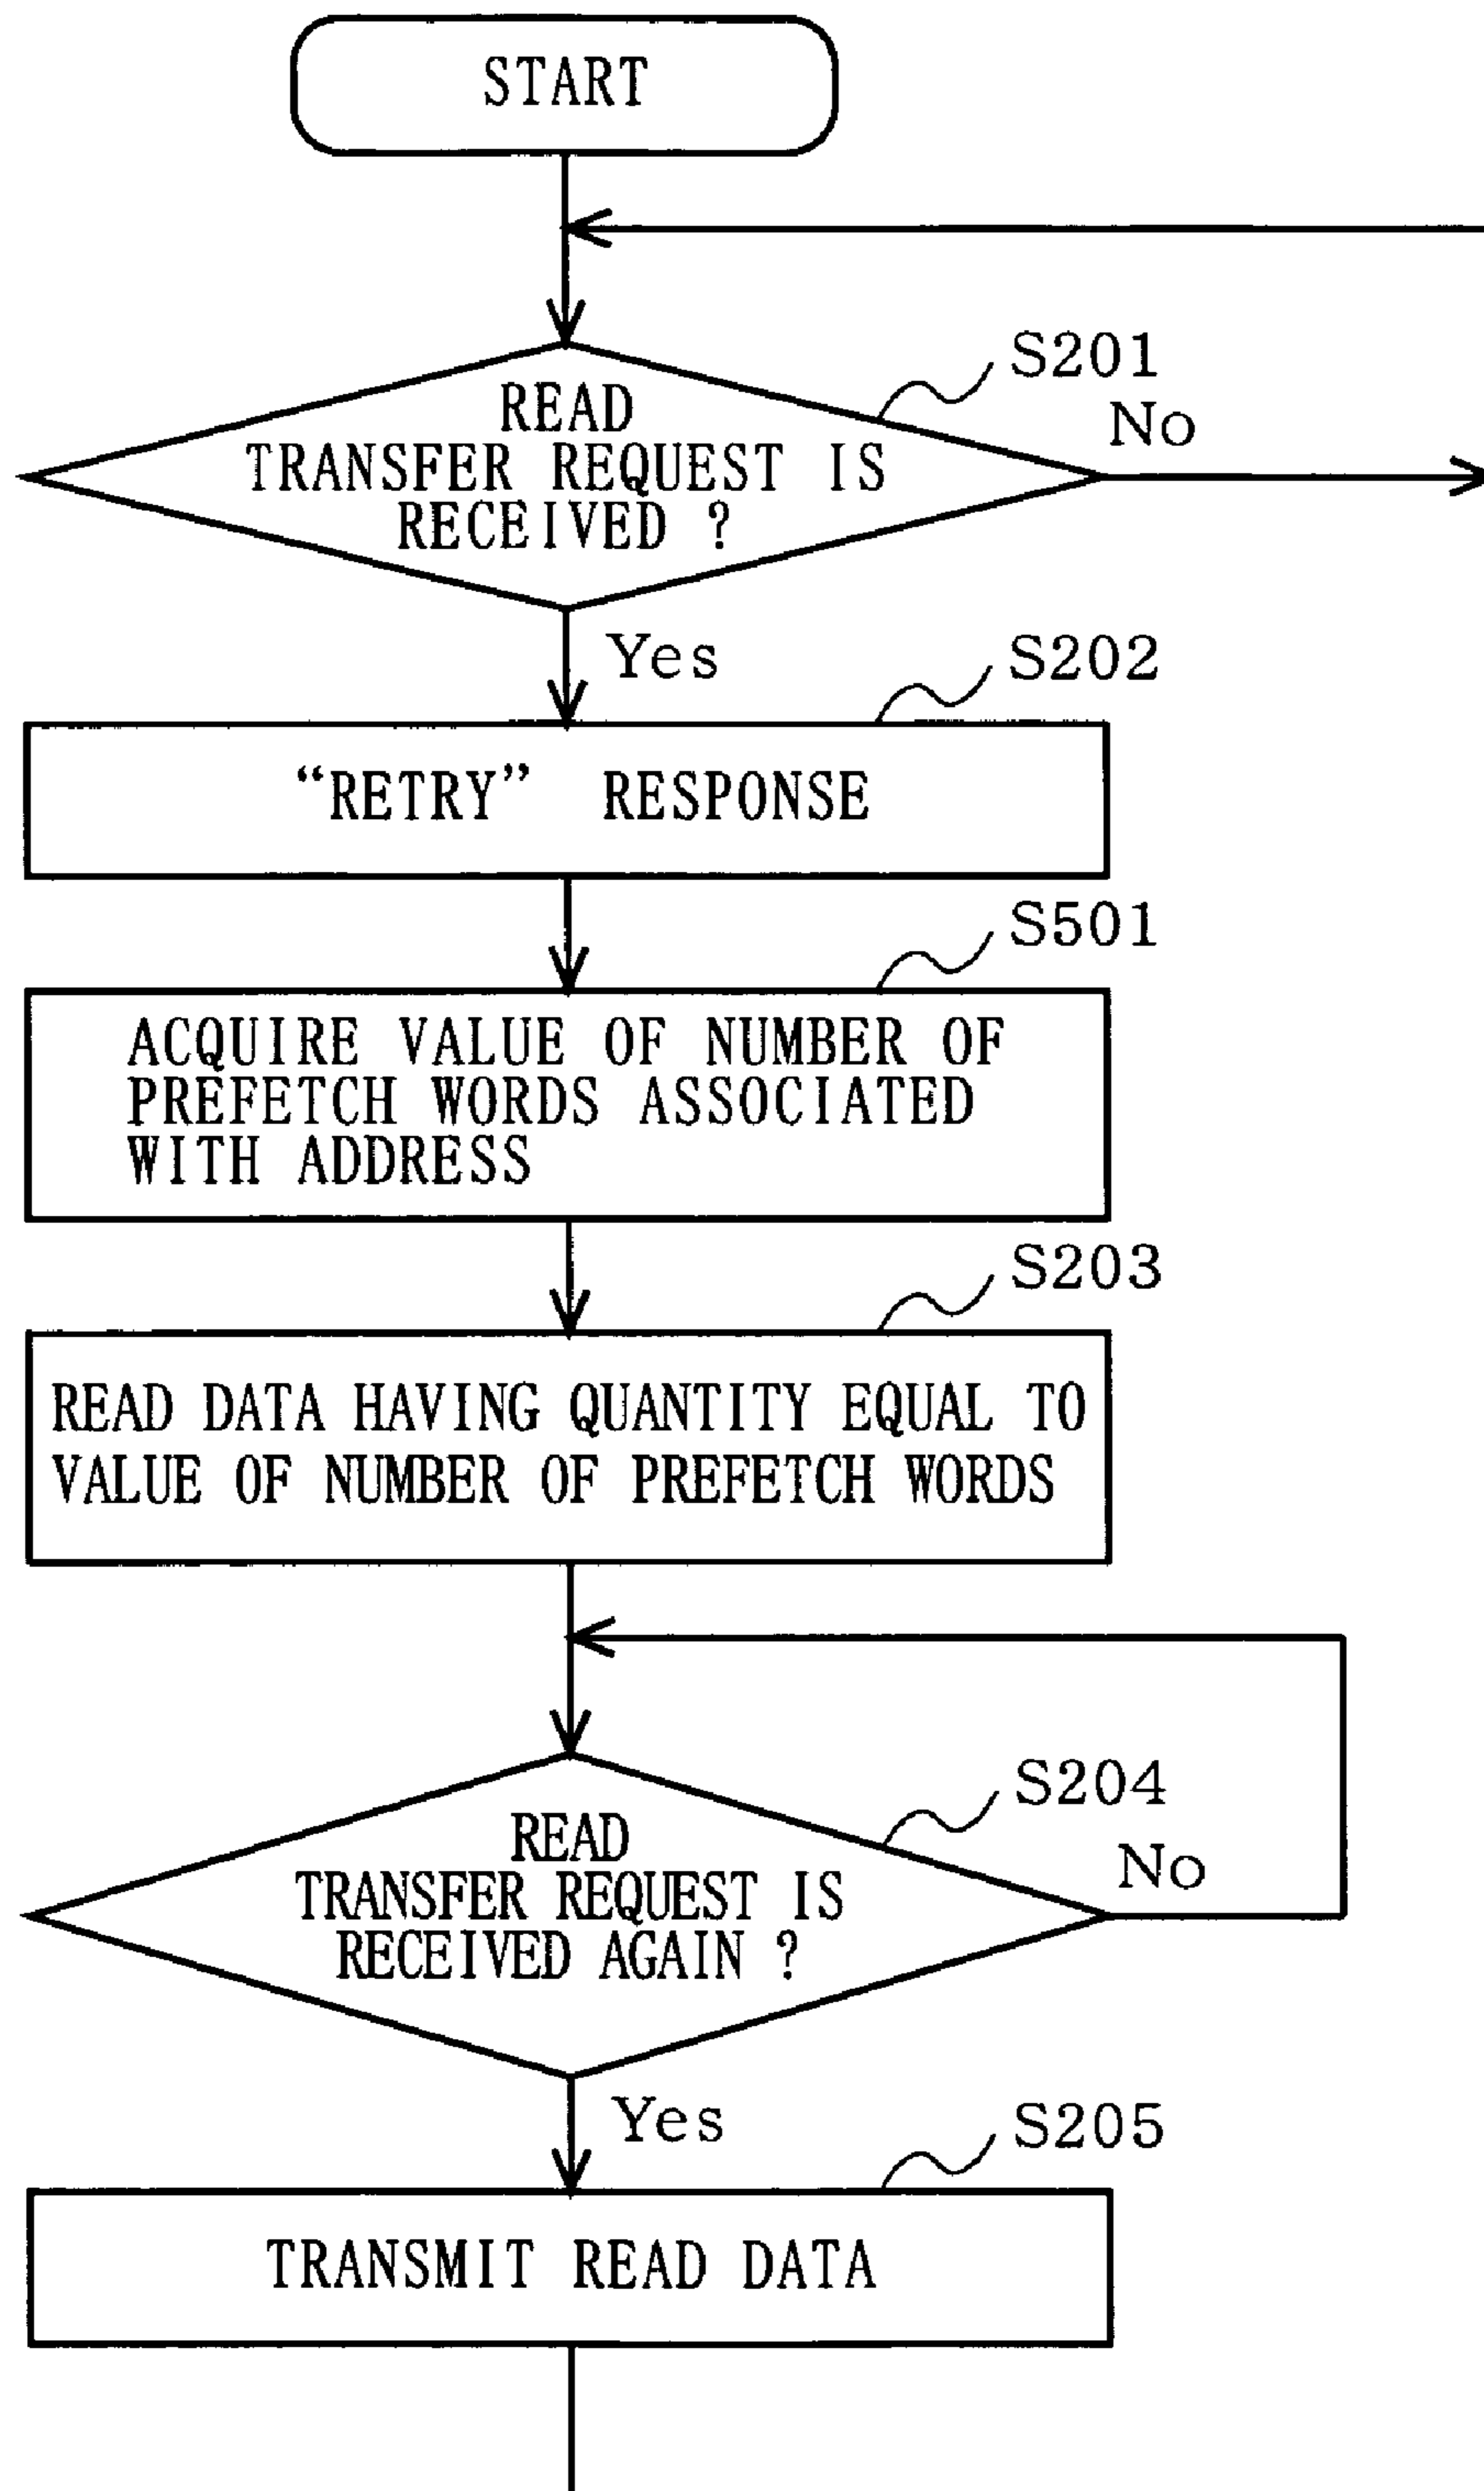 START
S201
No
READ
TRANSFER REQUEST IS
RECEIVED ?
Yes
S202
“RETRY” RESPONSE
S501
ACQUIRE VALUE OF NUMBER OF
PREFETCH WORDS ASSOCIATED
WITH ADDRESS
S203
READ DATA HAVING QUANTITY EQUAL TO
VALUE OF NUMBER OF PREFETCH WORDS
S204
No
READ
TRANSFER REQUEST IS
RECEIVED AGAIN ?
Yes
S205
TRANSMIT READ DATA